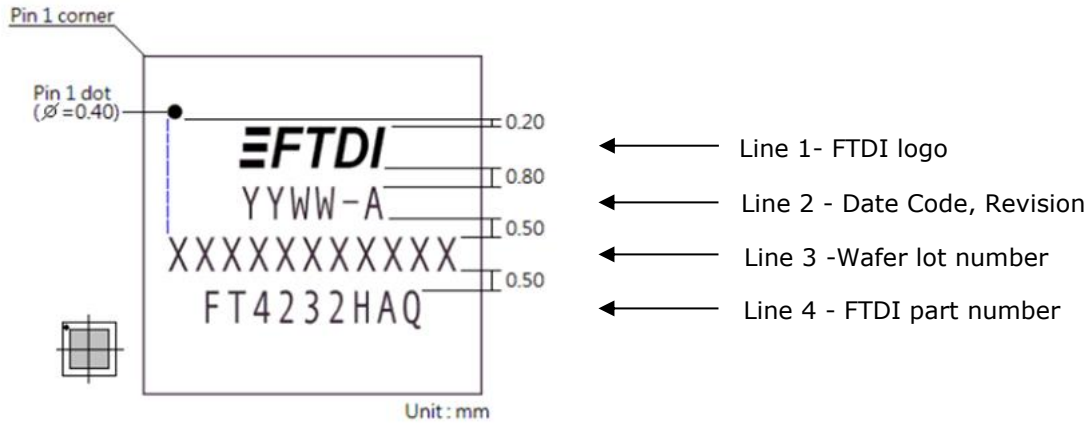 Pin 1 corner
Pin 1 dot
(Ø=0.40)
0.20
FTDI
Line 1- FTDI logo
0.80
YYWW-A
Line 2 - Date Code, Revision
0.50
XXXXXXXXXXX
Line 3 -Wafer lot number
0.50
FT4232HAQ
Line 4 - FTDI part number
Unit : mm